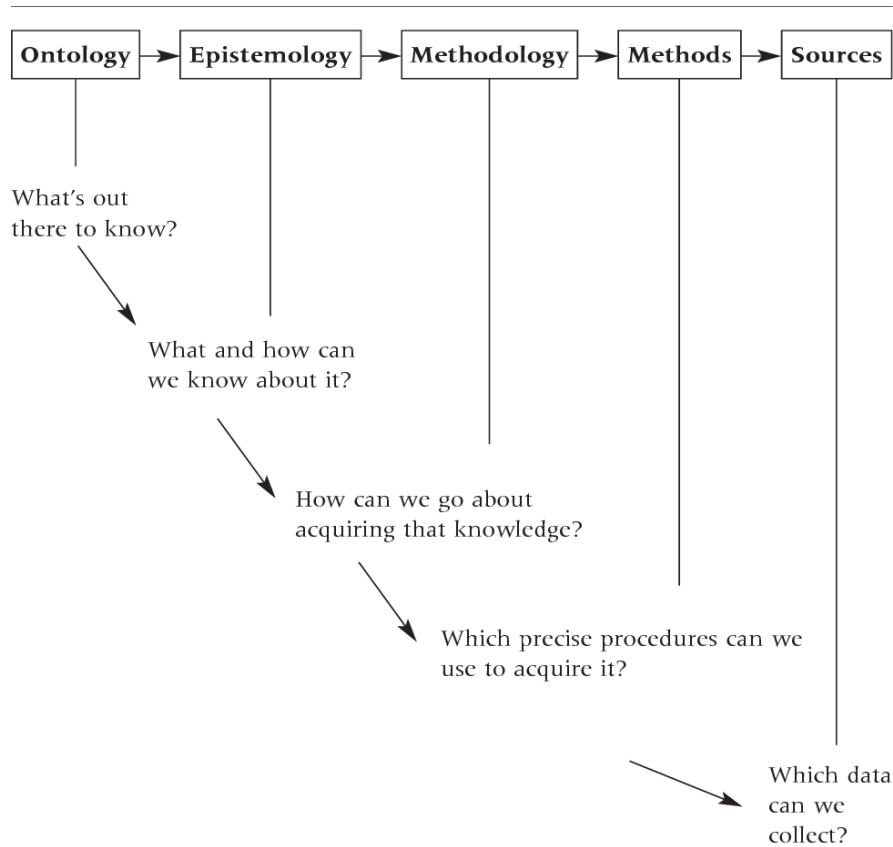 Ontology Epistemology Methodology Methods Sources
What's out
there to know?
What and how can
we know about it?
How can we go about
acquiring that knowledge?
Which precise procedures can we
use to acquire it?
Which data
can we
collect?